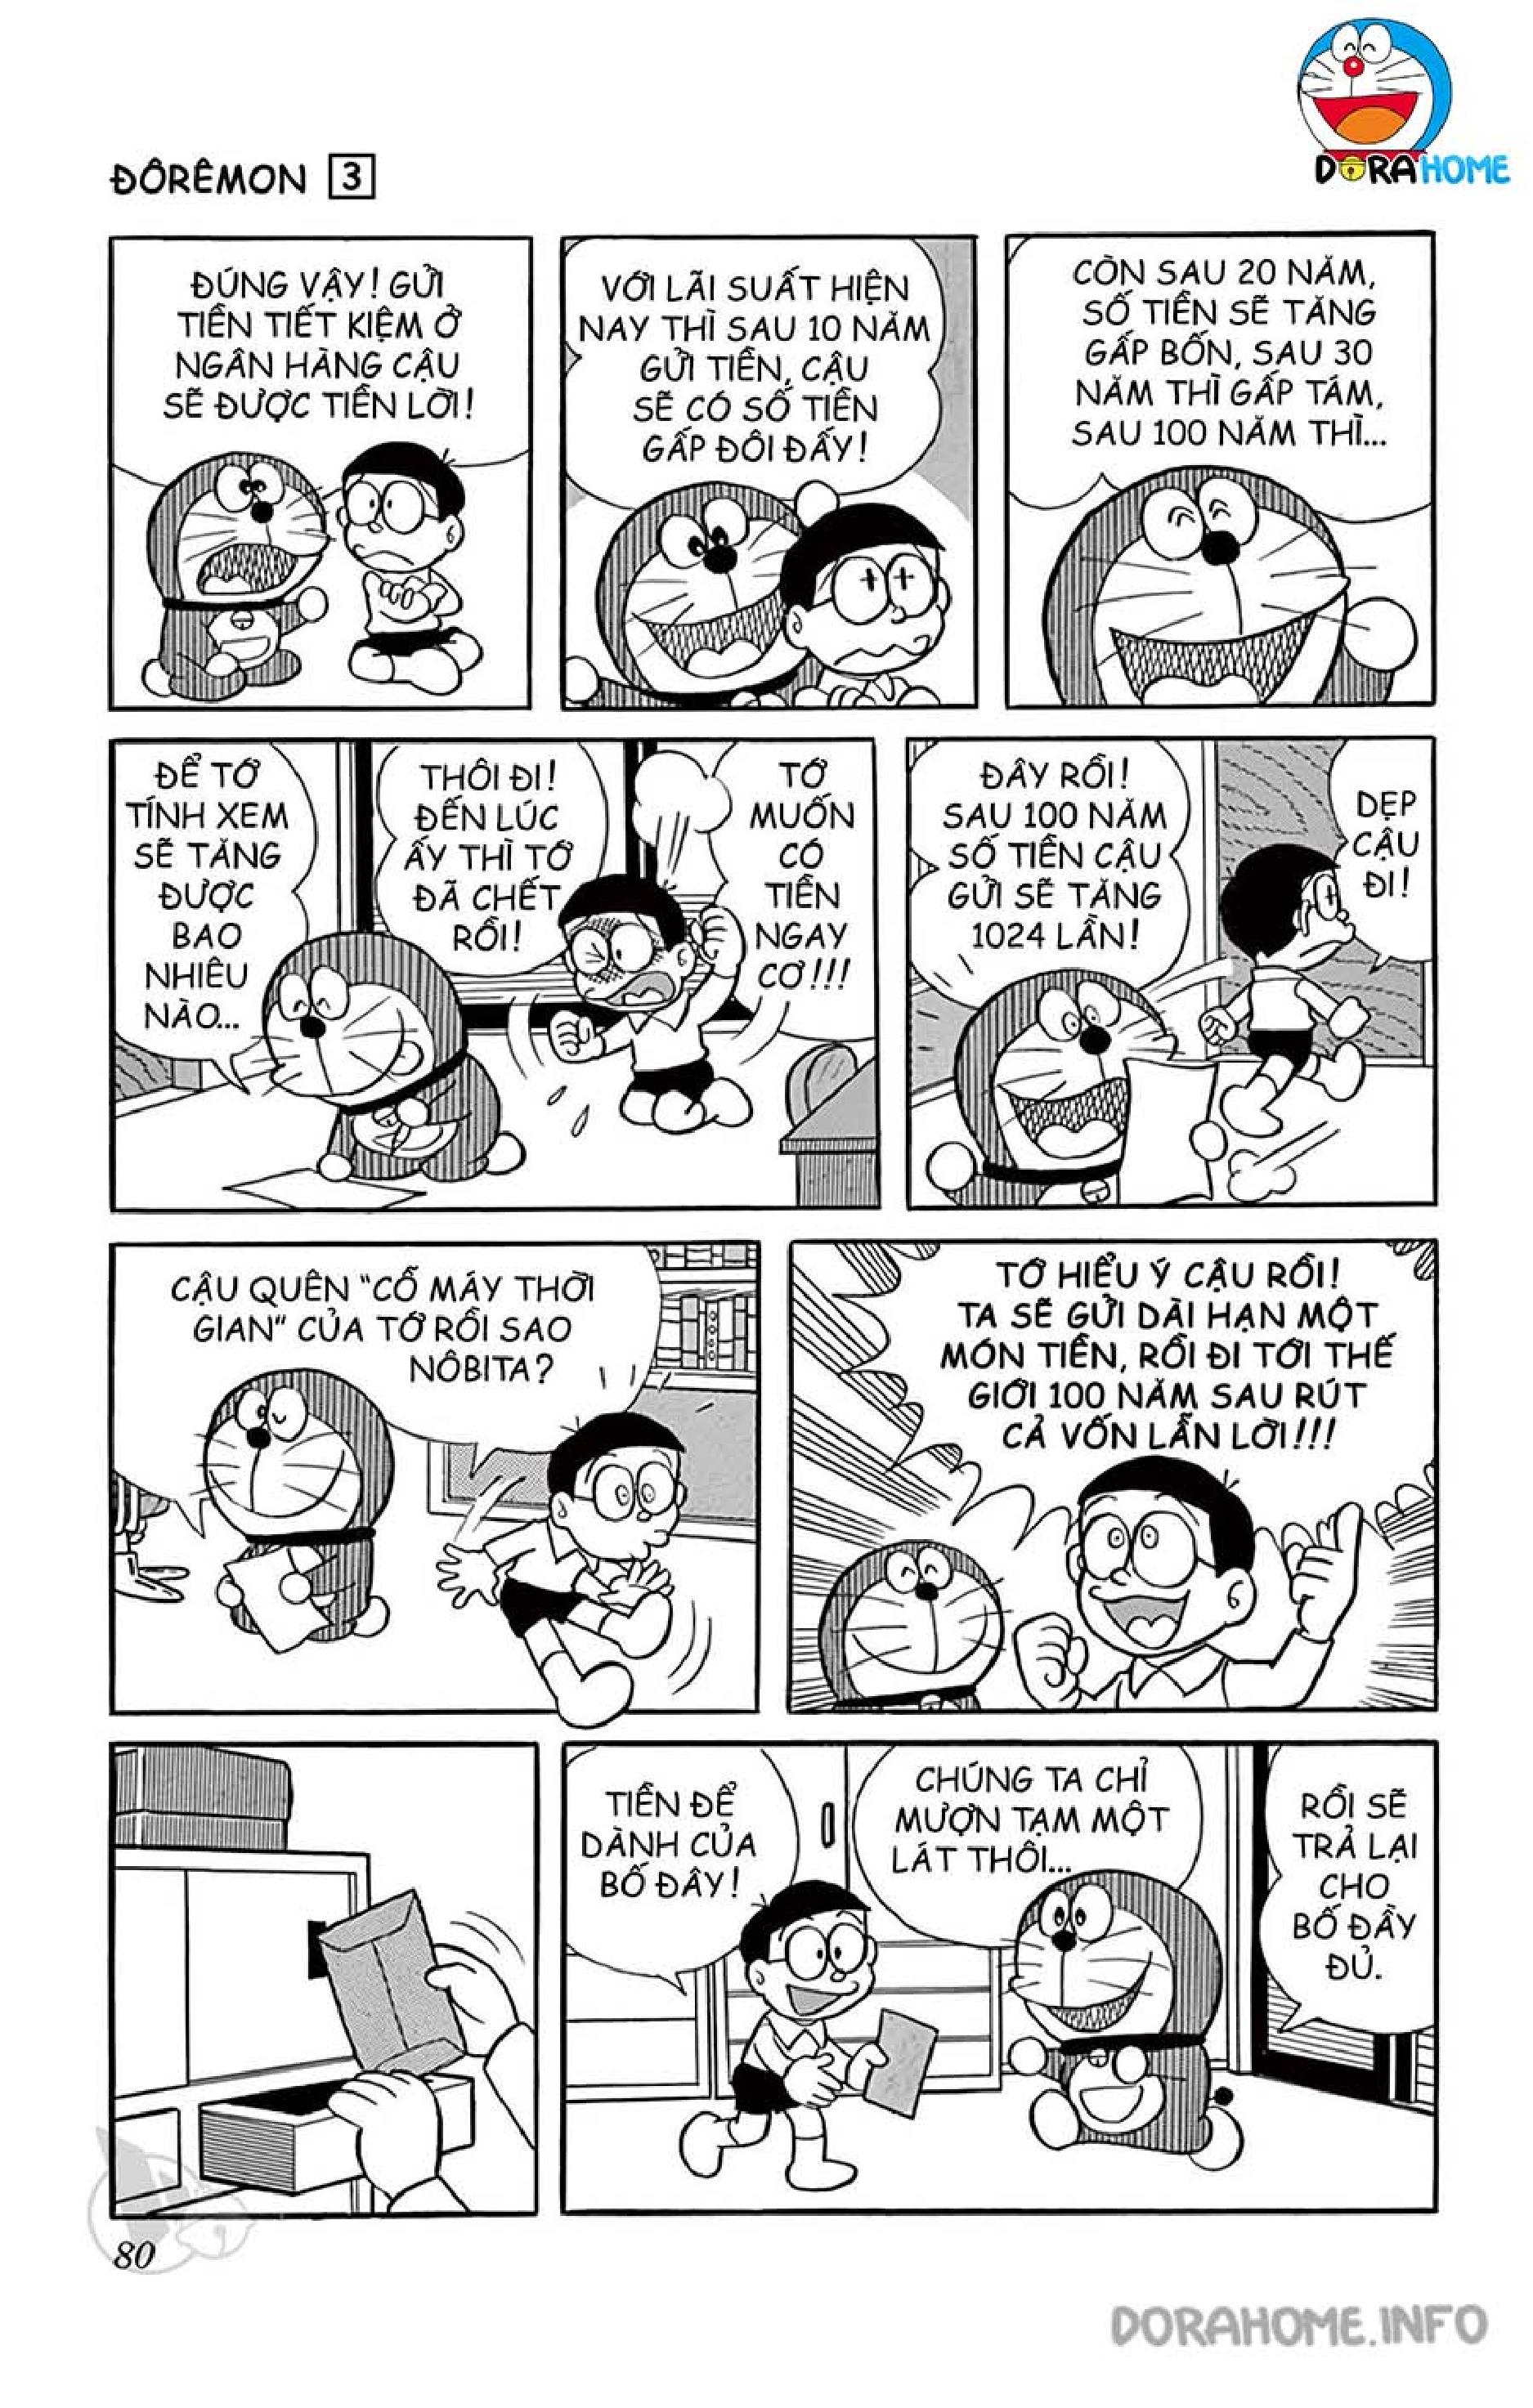 DORAHOME
ĐÔRÊMON 3
ĐÚNG VẬY! GỬI
TIỀN TIẾT KIỆM Ở
NGÂN HÀNG CẬU
SẼ ĐƯỢC TIỀN LỜI!
VỚI LÃI SUẤT HIỆN
NAY THÌ SAU 10 NĂM
GỬI TIỀN, CẬU
SẼ CÓ SỐ TIỀN
GẤP ĐÔI ĐẤY!
CÒN SAU 20 NĂM,
SỐ TIỀN SẼ TĂNG
GẤP BỐN, SAU 30
NĂM THÌ GẤP TÁM,
SAU 100 NĂM THÌ...
ĐỂ TỚ
TÍNH XEM
SẼ TĂNG
ĐƯỢC
BAO
NHIÊU
NÀO...
THÔI ĐI!
ĐẾN LÚC
ẤY THÌ TỚ
ĐÃ CHẾT
RỒI!
TỚ
MUỐN
CÓ
TIỀN
NGAY
CƠ!!!
ĐÂY RỒI!
SAU 100 NĂM
SỐ TIỀN CẬU
GỬI SẼ TĂNG
1024 LẦN!
DẸP
CẬU
ĐI!
CẬU QUÊN “CỖ MÁY THỜI
GIAN” CỦA TỚ RỒI SAO
NÔBITA?
TỚ HIỂU Ý CẬU RỒI!
TA SẼ GỬI DÀI HẠN MỘT
MÓN TIỀN, RỒI ĐI TỚI THẾ
GIỚI 100 NĂM SAU RÚT
CẢ VỐN LẪN LỜI!!!
TIỀN ĐỂ
DÀNH CỦA
BỐ ĐÂY!
CHÚNG TA CHỈ
MƯỢN TẠM MỘT
LÁT THÔI...
RỒI SẼ
TRẢ LẠI
CHO
BỐ ĐẦY
ĐỦ.
80
DORAHOME.INFO